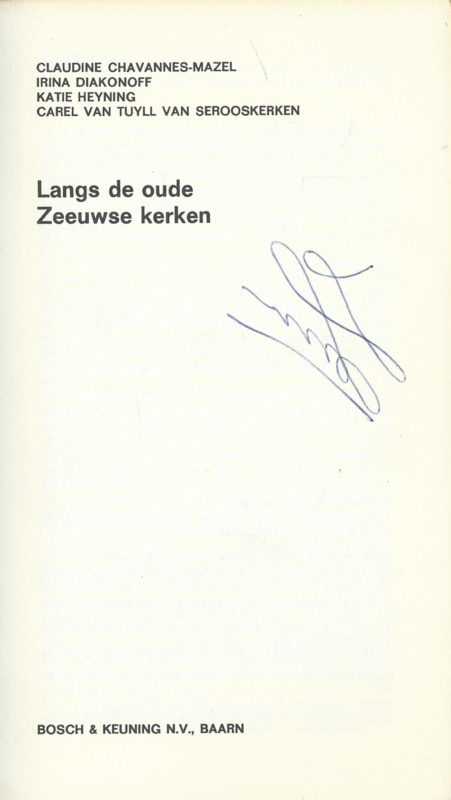 CLAUDINE CHAVANNES-MAZEL
IRINA DIAKONOFF
KATIE HEYNING
CAREL VAN TUYLL VAN SEROOSKERKEN
Langs de oude
Zeeuwse kerken
BOSCH & KEUNING N.V., BAARN